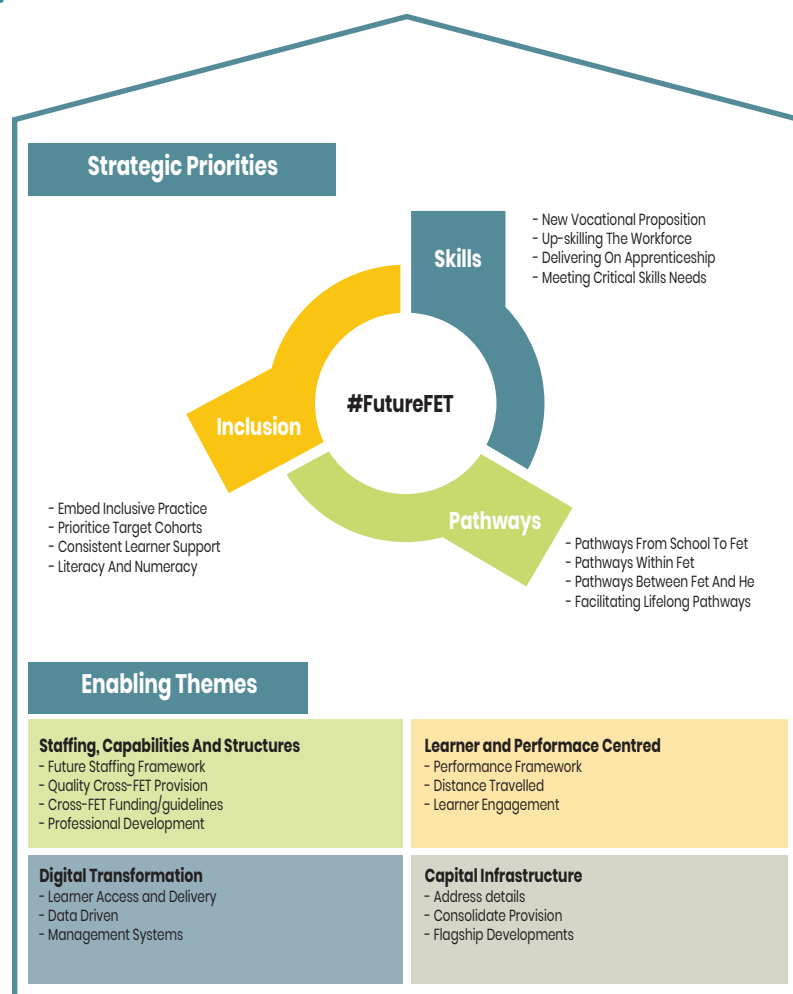 Strategic Priorities
Skills
- New Vocational Proposition
- Up-skilling The Workforce
- Delivering On Apprenticeship
- Meeting Critical Skills Needs
#FutureFET
Inclusion
- Embed Inclusive Practice
- Prioritice Target Cohorts
- Consistent Learner Support
- Literacy And Numeracy
Pathways
- Pathways From School To Fet
- Pathways Within Fet
- Pathways Between Fet And He
- Facilitating Lifelong Pathways
Enabling Themes
Staffing, Capabilities And Structures
- Future Staffing Framework
- Quality Cross-FET Provision
- Cross-FET Funding/guidelines
- Professional Development
Learner and Performace Centred
- Performance Framework
- Distance Travelled
- Learner Engagement
Digital Transformation
- Learner Access and Delivery
- Data Driven
- Management Systems
Capital Infrastructure
- Address details
- Consolidate Provision
- Flagship Developments